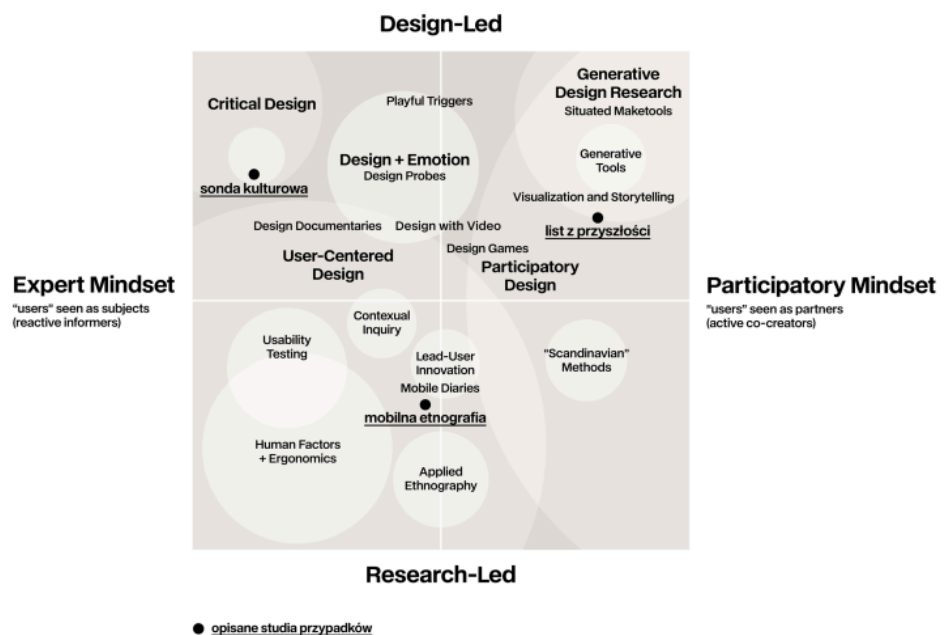 Design-Led
Critical Design
Playful Triggers
Generative
Design Research
Situated Maketools
Design + Emotion
Design Probes
Generative
Tools
sonda kulturowa
Visualization and Storytelling
list z przyszłości
Design Documentaries
Design with Video
Design Games
User-Centered
Design
Participatory
Design
Expert Mindset
"users" seen as subjects
(reactive informers)
Participatory Mindset
"users" seen as partners
(active co-creators)
Contexual
Inquiry
Usability
Testing
Lead-User
Innovation
Mobile Diaries
mobilna etnografia
"Scandinavian"
Methods
Human Factors
+ Ergonomics
Applied
Ethnography
Research-Led
opisane studia przypadków